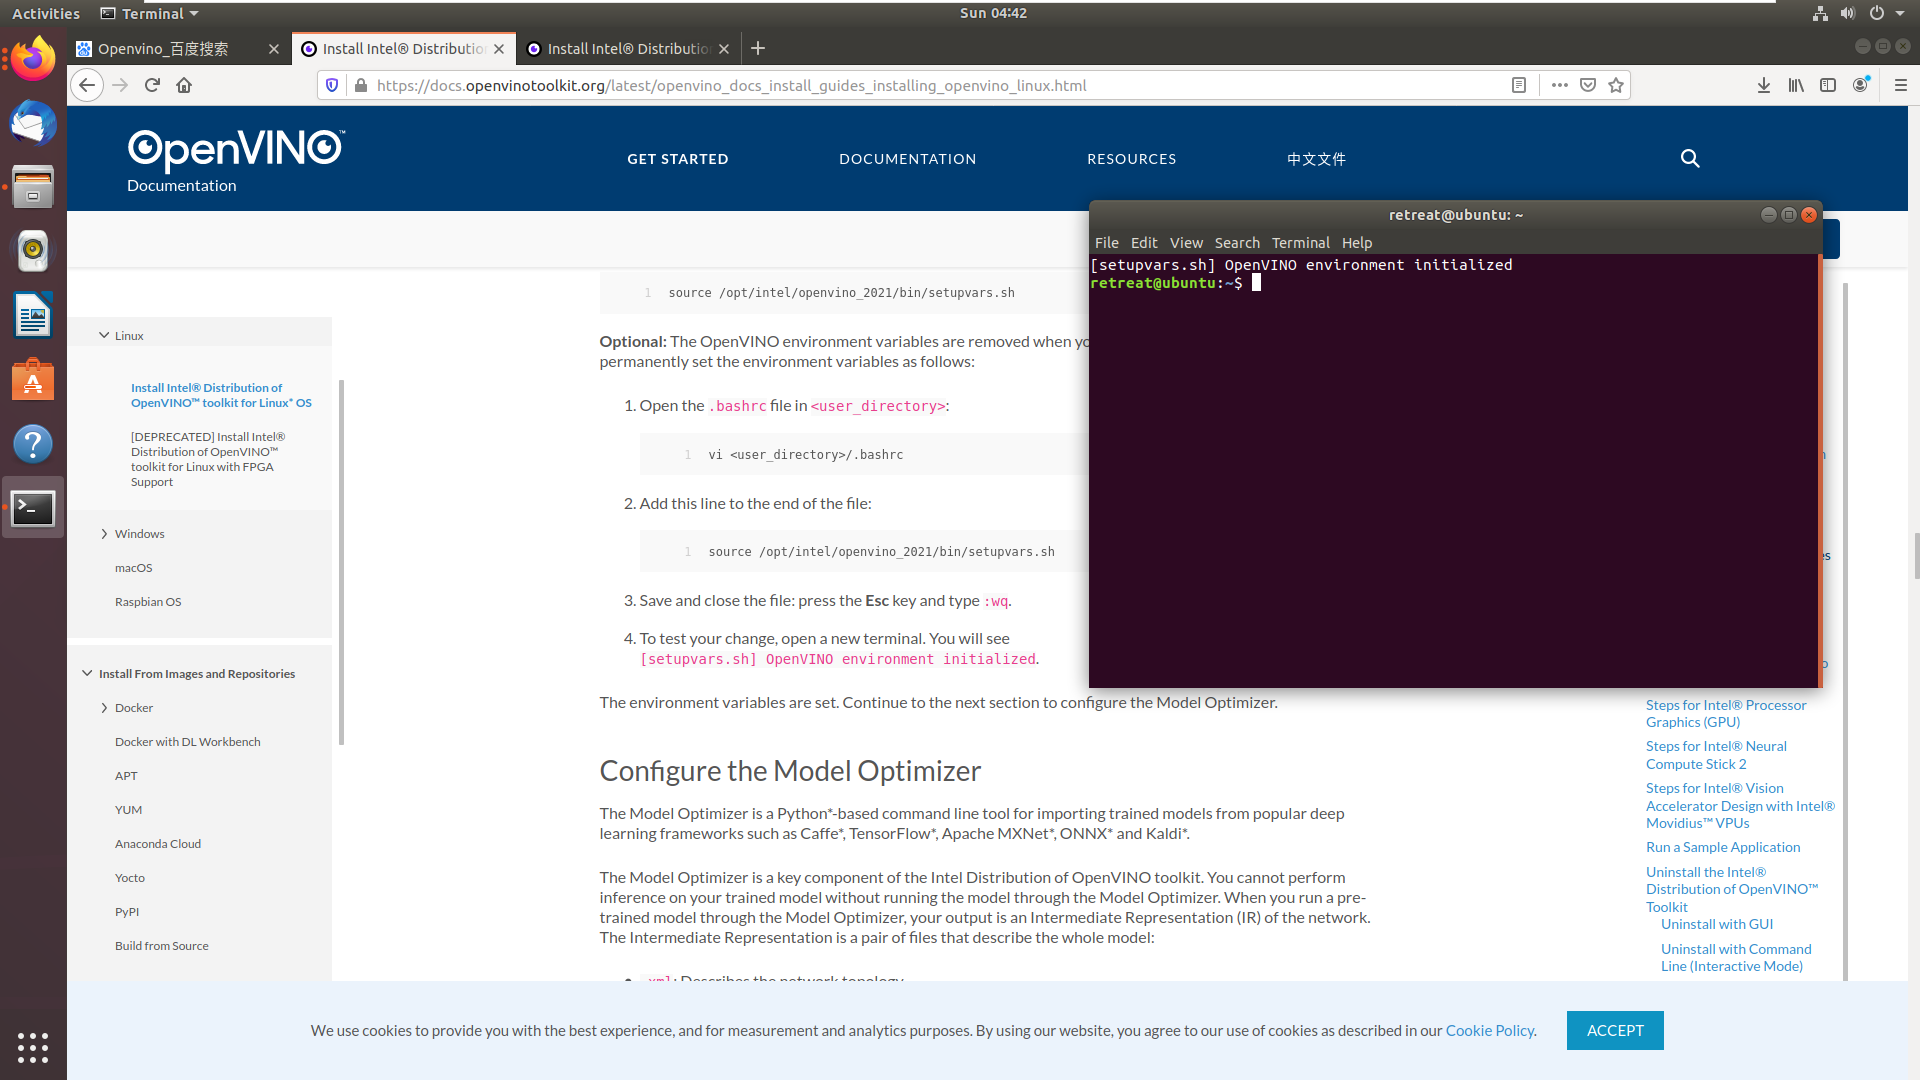 Activities
Terminal
Sun 04:42
Openvino_百度搜索
Install Intel® Distributio
Install Intel® Distributio
https://docs.openvinotoolkit.org/latest/openvino_docs_install_guides_installing_openvino_linux.html
OpenVINO™
Documentation
GET STARTED
DOCUMENTATION
RESOURCES
中文文件
retreat@ubuntu: ~
File Edit View Search Terminal Help
[setupvars.sh] OpenVINO environment initialized
retreat@ubuntu:~$
Linux
Install Intel® Distribution of
OpenVINO™ toolkit for Linux* OS
[DEPRECATED] Install Intel®
Distribution of OpenVINO™
toolkit for Linux with FPGA
Support
Windows
macOS
Raspbian OS
Install From Images and Repositories
Docker
Docker with DL Workbench
APT
YUM
Anaconda Cloud
Yocto
PyPI
Build from Source
1 source /opt/intel/openvino_2021/bin/setupvars.sh
Optional: The OpenVINO environment variables are removed when yo
permanently set the environment variables as follows:
1. Open the .bashrc file in <user_directory>:
1 vi <user_directory>/.bashrc
2. Add this line to the end of the file:
1 source /opt/intel/openvino_2021/bin/setupvars.sh
3. Save and close the file: press the Esc key and type :wq.
4. To test your change, open a new terminal. You will see
[setupvars.sh] OpenVINO environment initialized.
The environment variables are set. Continue to the next section to configure the Model Optimizer.
Configure the Model Optimizer
The Model Optimizer is a Python*-based command line tool for importing trained models from popular deep
learning frameworks such as Caffe*, TensorFlow*, Apache MXNet*, ONNX* and Kaldi*.
The Model Optimizer is a key component of the Intel Distribution of OpenVINO toolkit. You cannot perform
inference on your trained model without running the model through the Model Optimizer. When you run a pre-
trained model through the Model Optimizer, your output is an Intermediate Representation (IR) of the network.
The Intermediate Representation is a pair of files that describe the whole model:
.xml: Describes the network topology
Steps for Intel® Processor
Graphics (GPU)
Steps for Intel® Neural
Compute Stick 2
Steps for Intel® Vision
Accelerator Design with Intel®
Movidius™ VPUs
Run a Sample Application
Uninstall the Intel®
Distribution of OpenVINO™
Toolkit
Uninstall with GUI
Uninstall with Command
Line (Interactive Mode)
We use cookies to provide you with the best experience, and for measurement and analytics purposes. By using our website, you agree to our use of cookies as described in our Cookie Policy.
ACCEPT